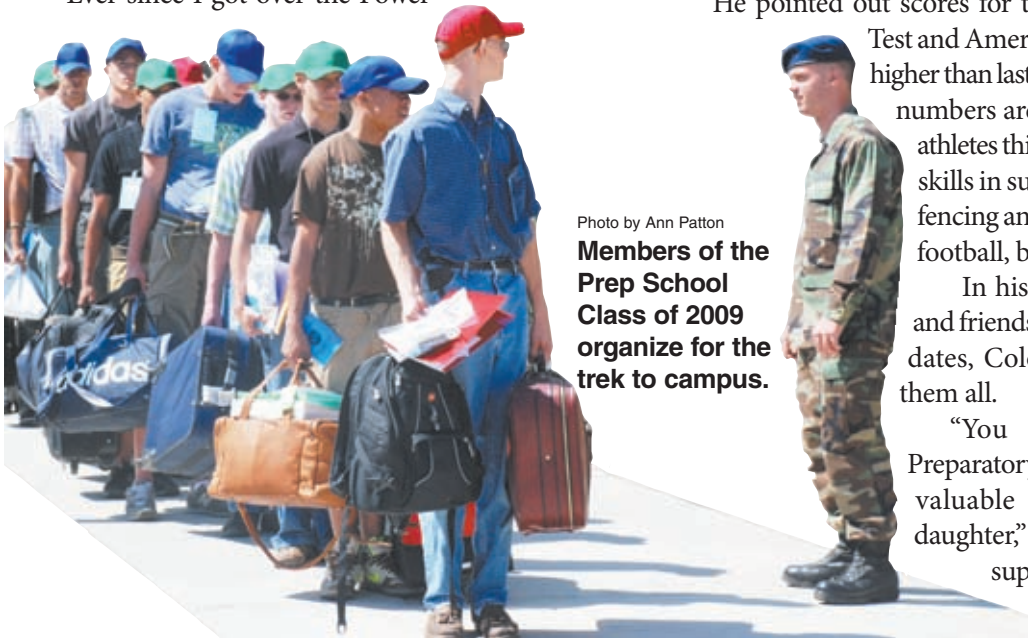 Ever since I got over the Power
He pointed out scores for t
Test and Amer
higher than last
numbers are
athletes thi
skills in su
fencing an
football, b
In his
and friends
dates, Col
them all.
“You
Preparatory
valuable
daughter,”
sup
Photo by Ann Patton
Members of the
Prep School
Class of 2009
organize for the
trek to campus.
adidas